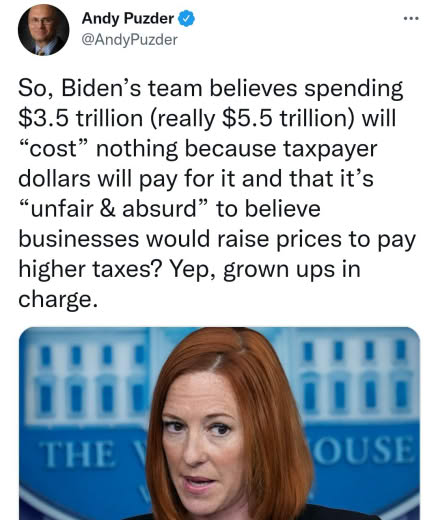 Andy Puzder
@AndyPuzder
So, Biden’s team believes spending
$3.5 trillion (really $5.5 trillion) will
“cost” nothing because taxpayer
dollars will pay for it and that it’s
“unfair & absurd” to believe
businesses would raise prices to pay
higher taxes? Yep, grown ups in
charge.
THE W OUSE